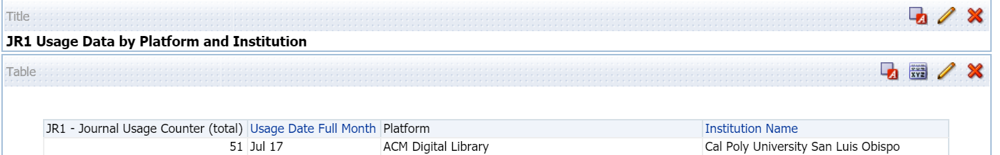 Title
JR1 Usage Data by Platform and Institution
Table
JR1 - Journal Usage Counter (total) Usage Date Full Month Platform Institution Name
51 Jul 17 ACM Digital Library Cal Poly University San Luis Obispo